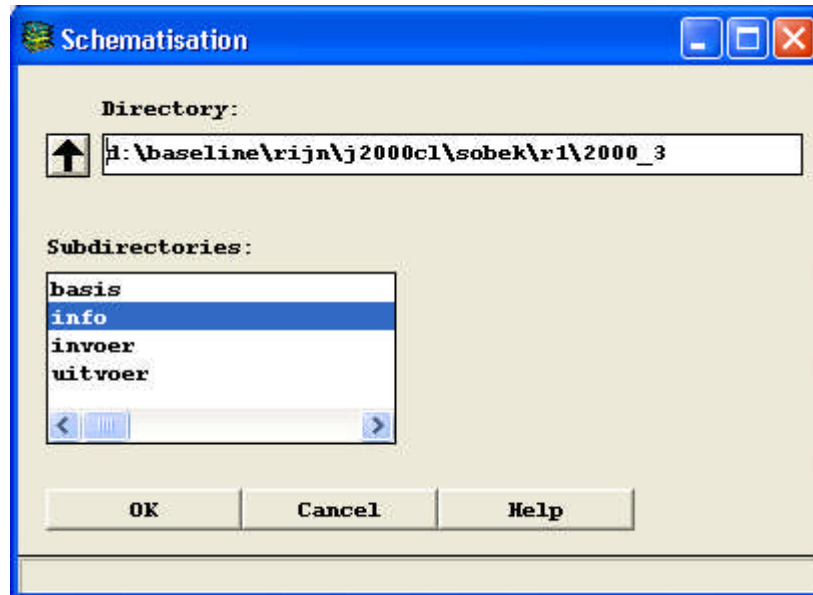 Schematisation
Directory:
d:\baseline\rijn\j2000cl\sobek\r1\2000_3
Subdirectories:
basis
info
invoer
uitvoer
OK
Cancel
Help